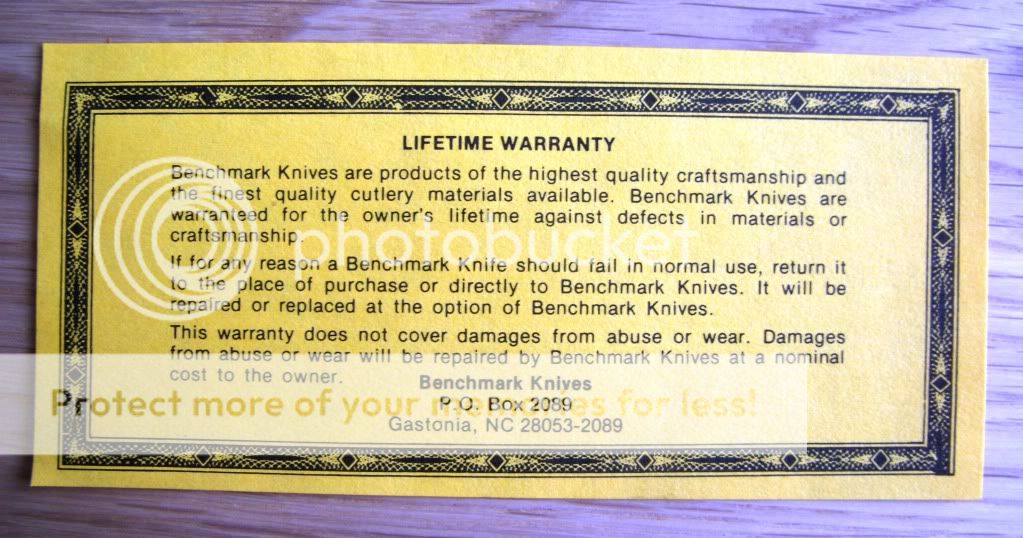 LIFETIME WARRANTY
Benchmark Knives are products of the highest quality craftsmanship and
the finest quality cutlery materials available. Benchmark Knives are
warranteed for the owner's lifetime against defects in materials or
craftsmanship.
If for any reason a Benchmark Knife should fail in normal use, return it
to the place of purchase or directly to Benchmark Knives. It will be
repaired or replaced at the option of Benchmark Knives.
This warranty does not cover damages from abuse or wear. Damages
from abuse or wear will be repaired by Benchmark Knives at a nominal
cost to the owner.
Benchmark Knives
P.O. Box 2089
Gastonia, NC 28053-2089
photobucket
Protect more of your memories for less!